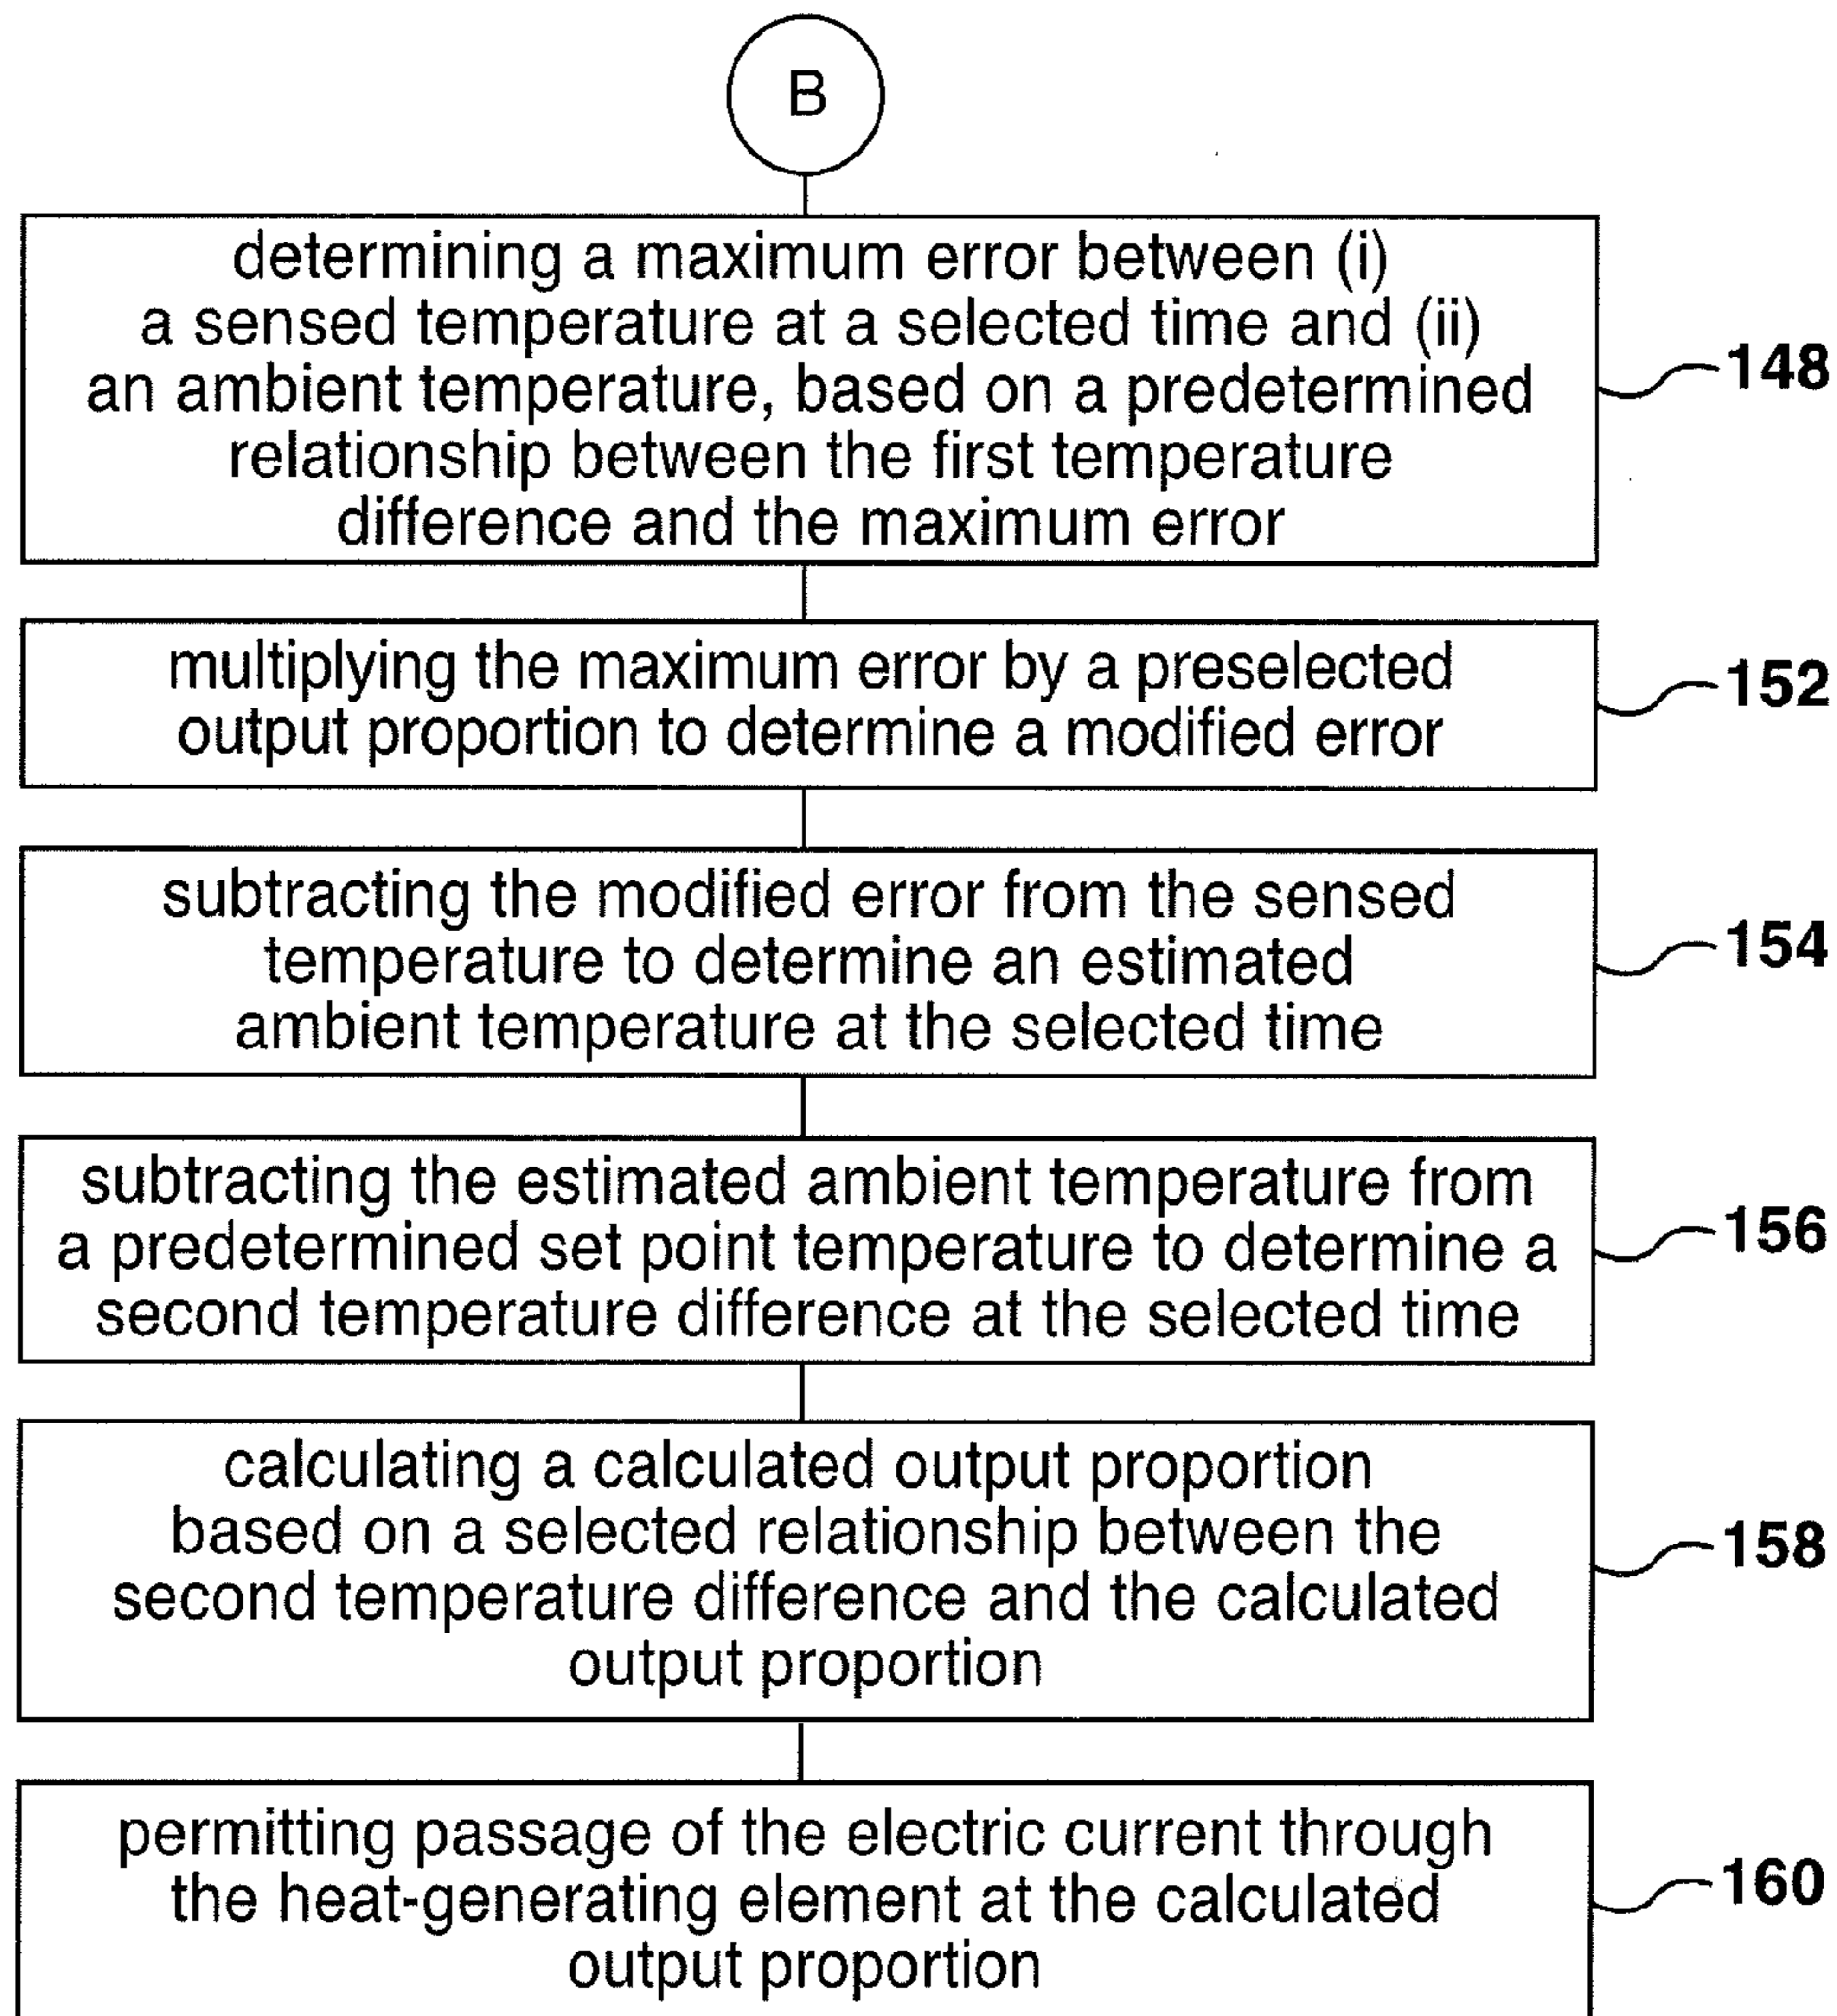 B
determining a maximum error between (i)
a sensed temperature at a selected time and (ii)
an ambient temperature, based on a predetermined
relationship between the first temperature
difference and the maximum error
148
multiplying the maximum error by a preselected
output proportion to determine a modified error
152
subtracting the modified error from the sensed
temperature to determine an estimated
ambient temperature at the selected time
154
subtracting the estimated ambient temperature from
a predetermined set point temperature to determine a
second temperature difference at the selected time
156
calculating a calculated output proportion
based on a selected relationship between the
second temperature difference and the calculated
output proportion
158
permitting passage of the electric current through
the heat-generating element at the calculated
output proportion
160